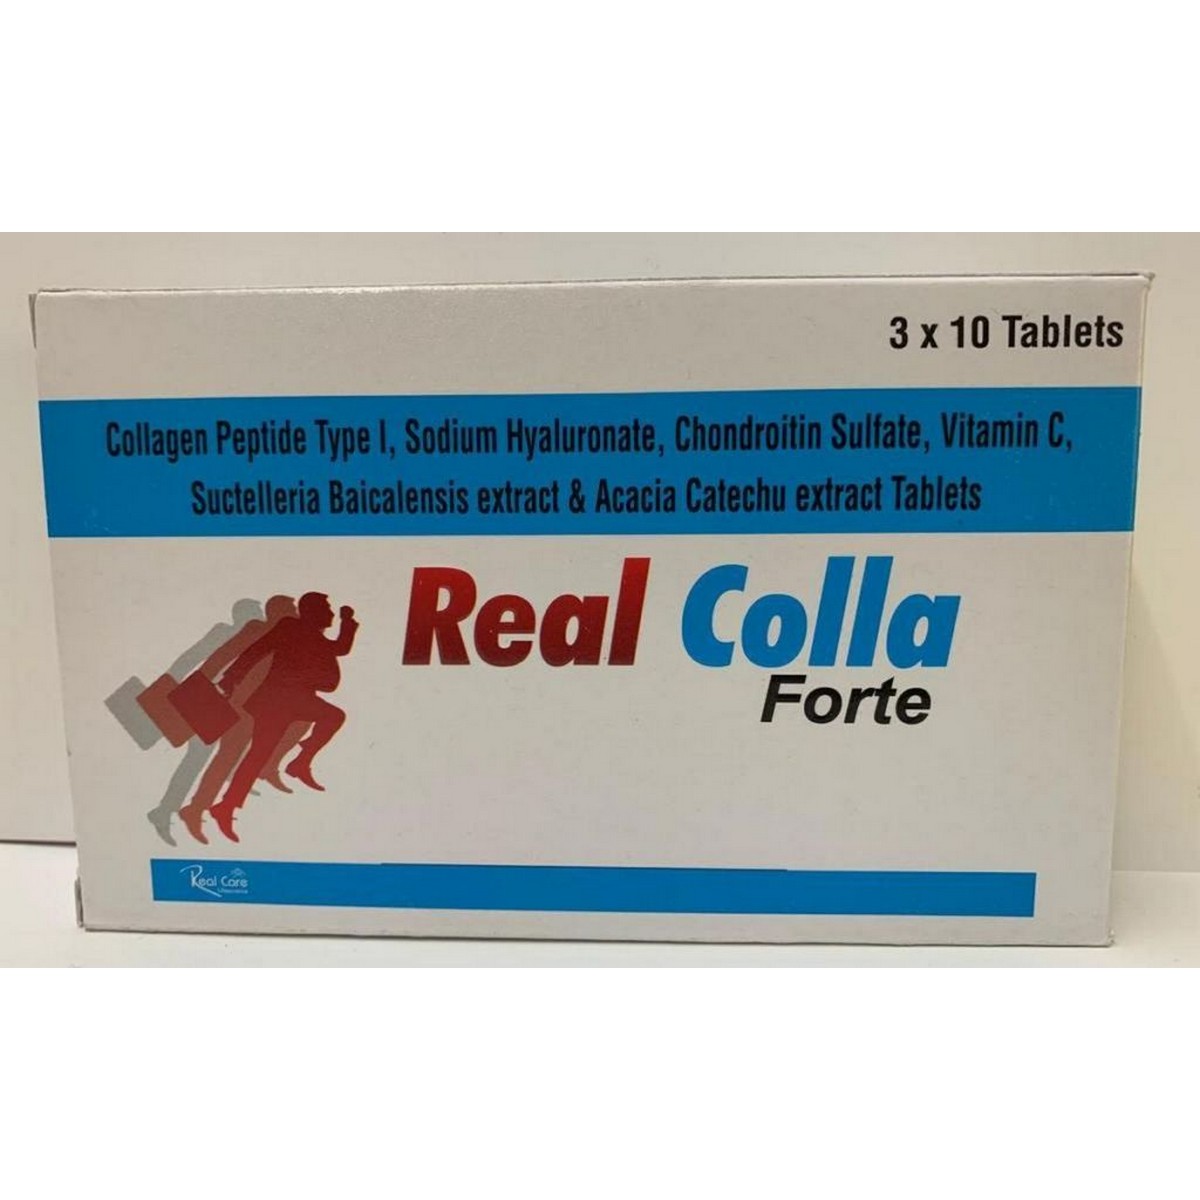 3 x 10 Tablets
Collagen Peptide Type I, Sodium Hyaluronate, Chondroitin Sulfate, Vitamin C,
Suctelleria Baicalensis extract & Acacia Catechu extract Tablets
Real Colla
Forte
Real Care